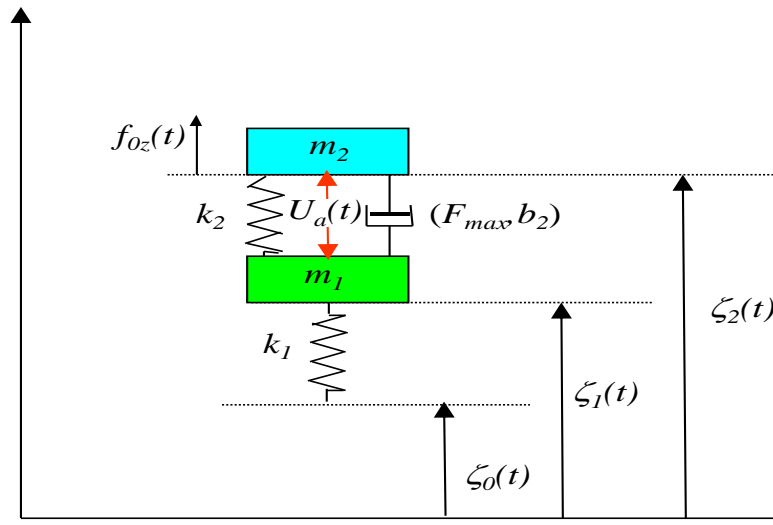 f0z(t)
m2
k2
Ua(t)
(Fmax, b2)
m1
ζ2(t)
k1
ζ1(t)
ζ0(t)